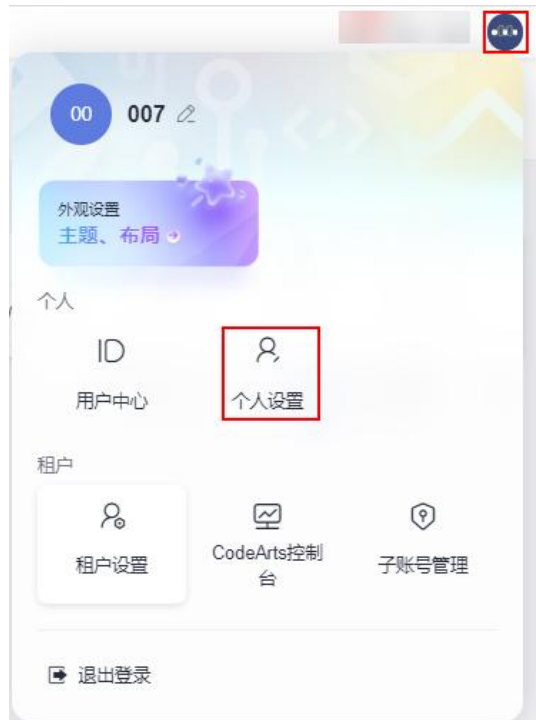 00 007
外观设置
主题、布局
个人
ID
用户中心 个人设置
租户
租户设置 CodeArts控制台 子账号管理
退出登录